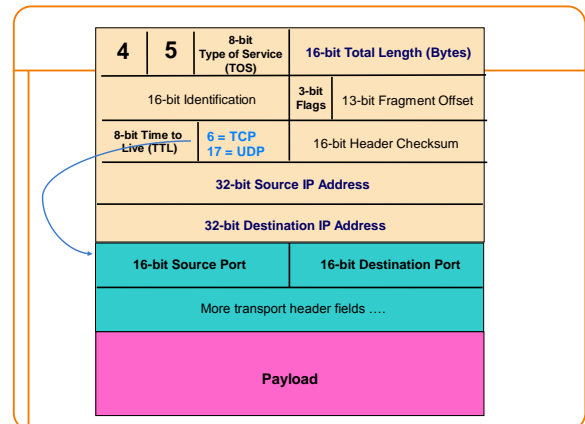 4
5
8-bit
Type of Service
(TOS)
16-bit Total Length (Bytes)
16-bit Identification
3-bit
Flags
13-bit Fragment Offset
8-bit Time to
Live (TTL)
6 = TCP
17 = UDP
16-bit Header Checksum
32-bit Source IP Address
32-bit Destination IP Address
16-bit Source Port
16-bit Destination Port
More transport header fields ….
Payload